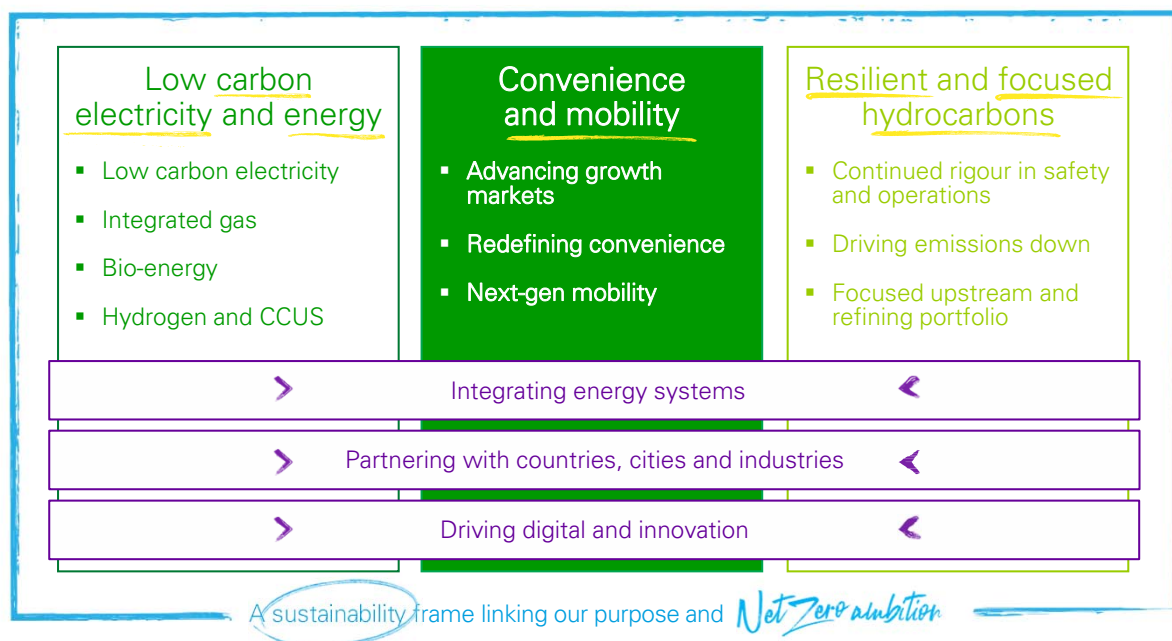 Low carbon
electricity and energy
▪ Low carbon electricity
▪ Integrated gas
▪ Bio-energy
▪ Hydrogen and CCUS
Convenience
and mobility
▪ Advancing growth
markets
▪ Redefining convenience
▪ Next-gen mobility
Resilient and focused
hydrocarbons
▪ Continued rigour in safety
and operations
▪ Driving emissions down
▪ Focused upstream and
refining portfolio
Integrating energy systems
Partnering with countries, cities and industries
Driving digital and innovation
A sustainability frame linking our purpose and Net Zero ambition